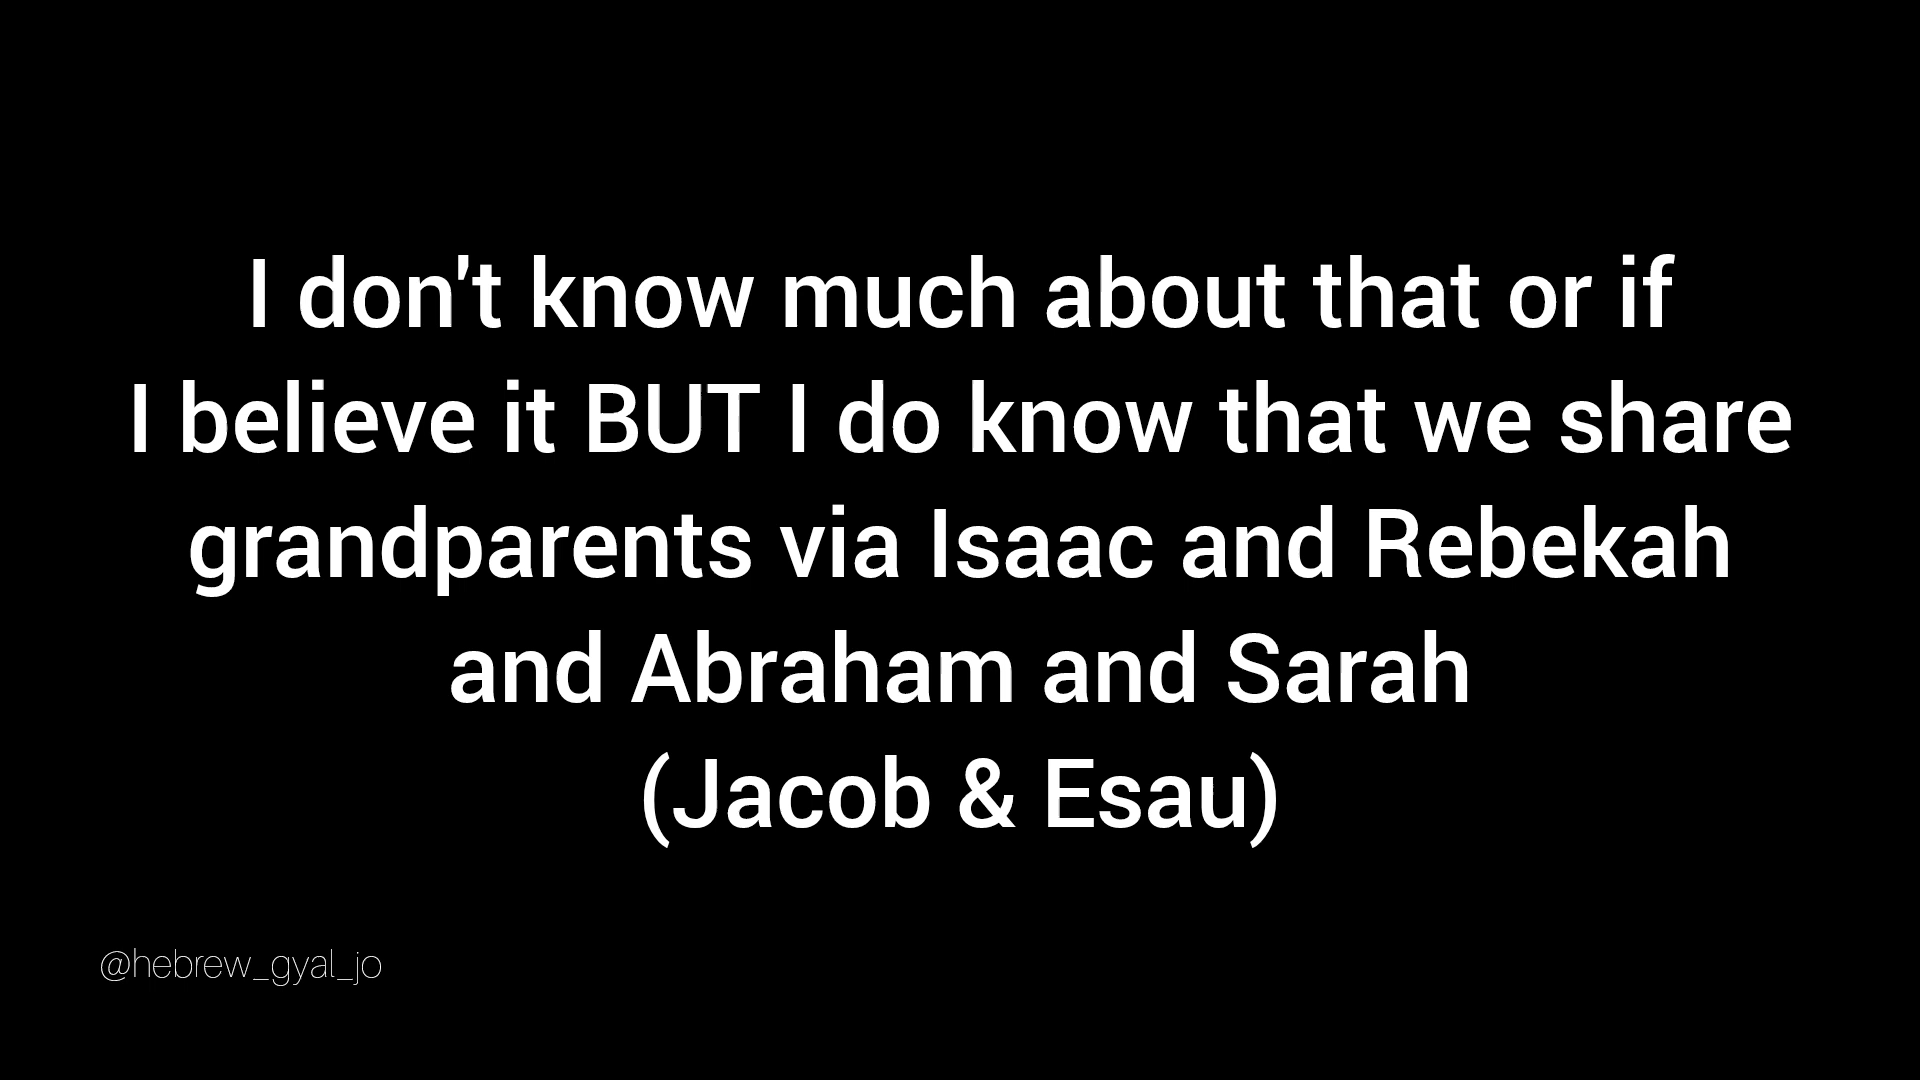 I don't know much about that or if
I believe it BUT I do know that we share
grandparents via Isaac and Rebekah
and Abraham and Sarah
(Jacob & Esau)
@hebrew_gyal_jo